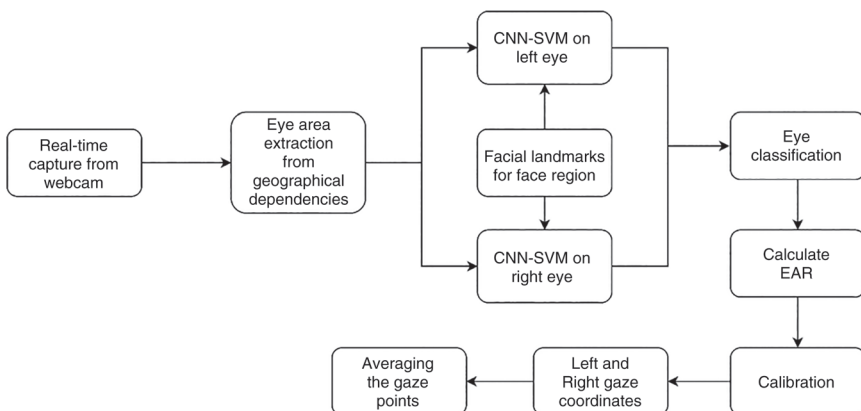 Real-time
capture from
webcam
Eye area
extraction
from
geographical
dependencies
CNN-SVM on
left eye
Facial landmarks
for face region
CNN-SVM on
right eye
Eye
classification
Calculate
EAR
Calibration
Left and
Right gaze
coordinates
Averaging
the gaze
points